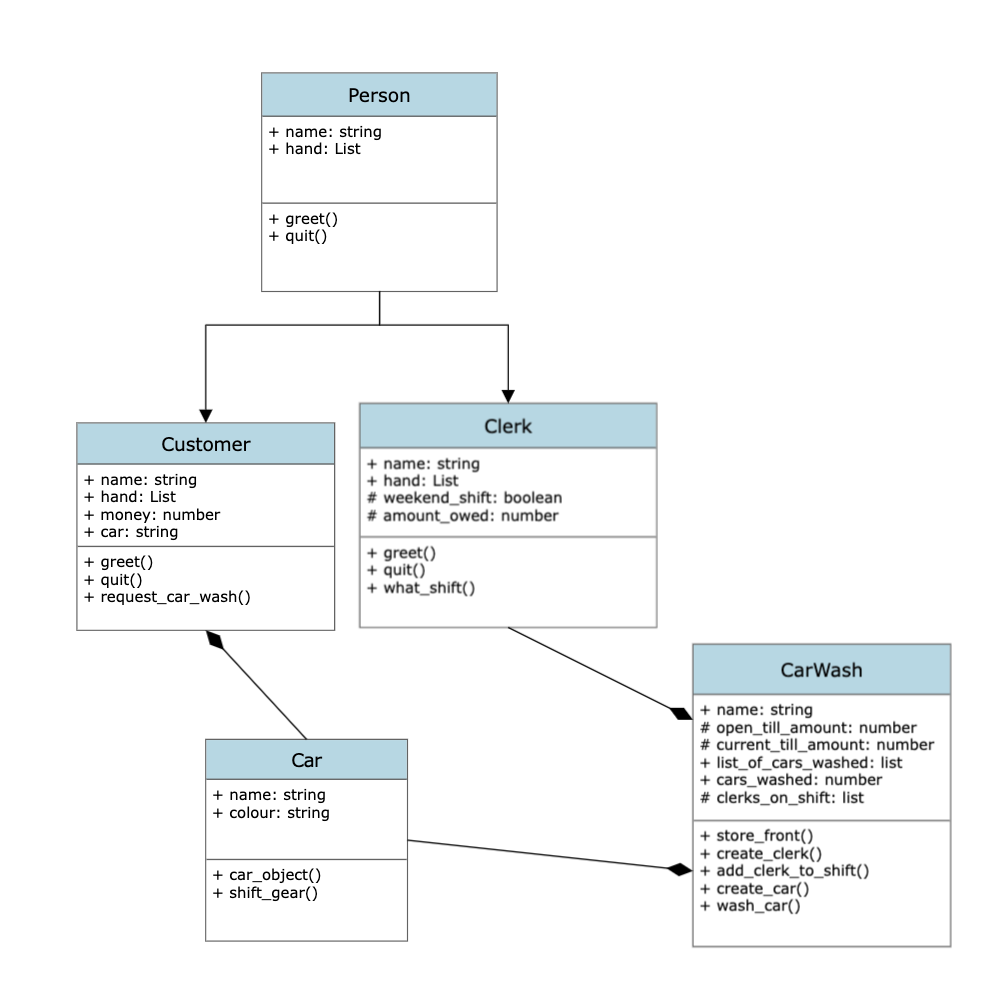 Person
+ name: string
+ hand: List
+ greet()
+ quit()
Customer
+ name: string
+ hand: List
+ money: number
+ car: string
+ greet()
+ quit()
+ request_car_wash()
Clerk
+ name: string
+ hand: List
# weekend_shift: boolean
# amount_owed: number
+ greet()
+ quit()
+ what_shift()
CarWash
+ name: string
# open_till_amount: number
# current_till_amount: number
+ list_of_cars_washed: list
+ cars_washed: number
# clerks_on_shift: list
+ store_front()
+ create_clerk()
+ add_clerk_to_shift()
+ create_car()
+ wash_car()
Car
+ name: string
+ colour: string
+ car_object()
+ shift_gear()